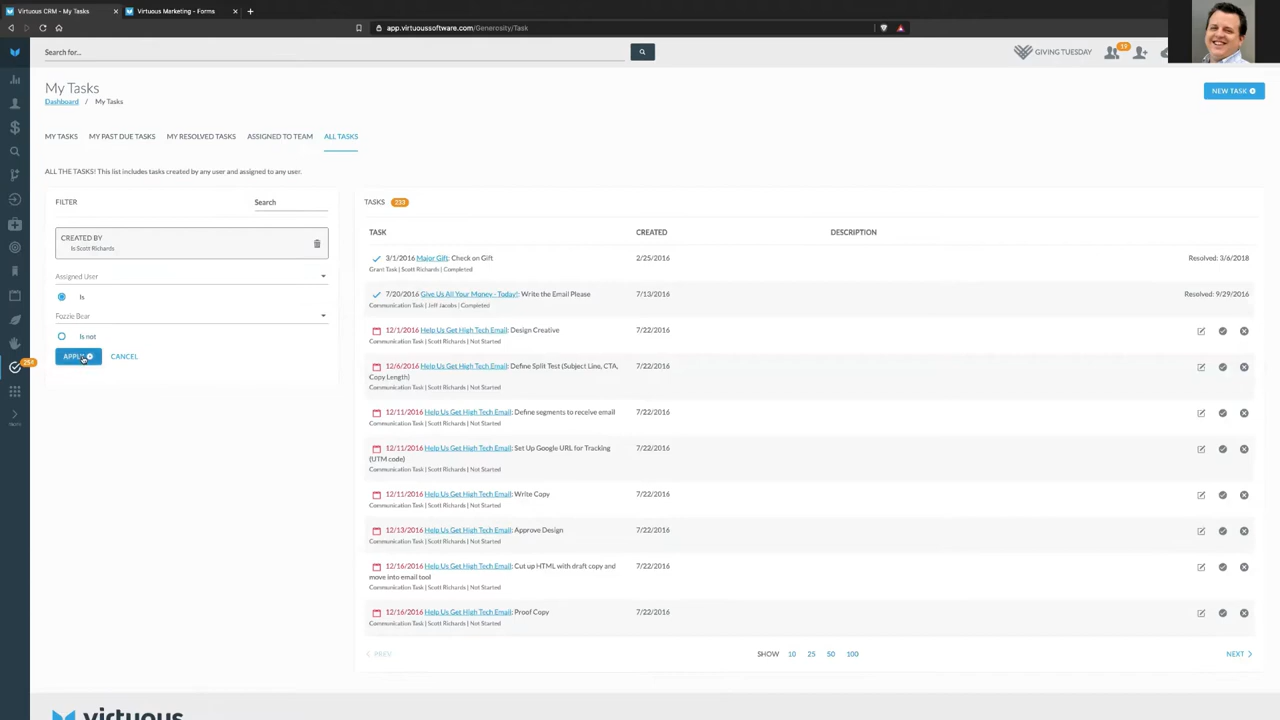 Virtuous CRM - My Tasks
Virtuous Marketing - Forms
app.virtuoussoftware.com/Generosity/Task
Search for...
GIVING TUESDAY
19
My Tasks
Dashboard / My Tasks
NEW TASK
MY TASKS
MY PAST DUE TASKS
MY RESOLVED TASKS
ASSIGNED TO TEAM
ALL TASKS
ALL THE TASKS! This list includes tasks created by any user and assigned to any user.
FILTER
Search
CREATED BY
Is Scott Richards
Assigned User
Is
Fozzie Bear
Is not
APPLY
CANCEL
TASKS 233
TASK CREATED DESCRIPTION
3/1/2016 Major Gift: Check on Gift 2/25/2016 Resolved: 3/6/2018
Grant Task | Scott Richards | Completed
7/20/2016 Give Us All Your Money - Today!: Write the Email Please 7/13/2016 Resolved: 9/29/2016
Communication Task | Jeff Jacobs | Completed
12/1/2016 Help Us Get High Tech Email: Design Creative 7/22/2016
Communication Task | Scott Richards | Not Started
12/6/2016 Help Us Get High Tech Email: Define Split Test (Subject Line, CTA, 7/22/2016
Copy Length)
Communication Task | Scott Richards | Not Started
12/11/2016 Help Us Get High Tech Email: Define segments to receive email 7/22/2016
Communication Task | Scott Richards | Not Started
12/11/2016 Help Us Get High Tech Email: Set Up Google URL for Tracking 7/22/2016
(UTM code)
Communication Task | Scott Richards | Not Started
12/11/2016 Help Us Get High Tech Email: Write Copy 7/22/2016
Communication Task | Scott Richards | Not Started
12/13/2016 Help Us Get High Tech Email: Approve Design 7/22/2016
Communication Task | Scott Richards | Not Started
12/16/2016 Help Us Get High Tech Email: Cut up HTML with draft copy and 7/22/2016
move into email tool
Communication Task | Scott Richards | Not Started
12/16/2016 Help Us Get High Tech Email: Proof Copy 7/22/2016
Communication Task | Scott Richards | Not Started
PREV
SHOW 10 25 50 100
NEXT
virtuous